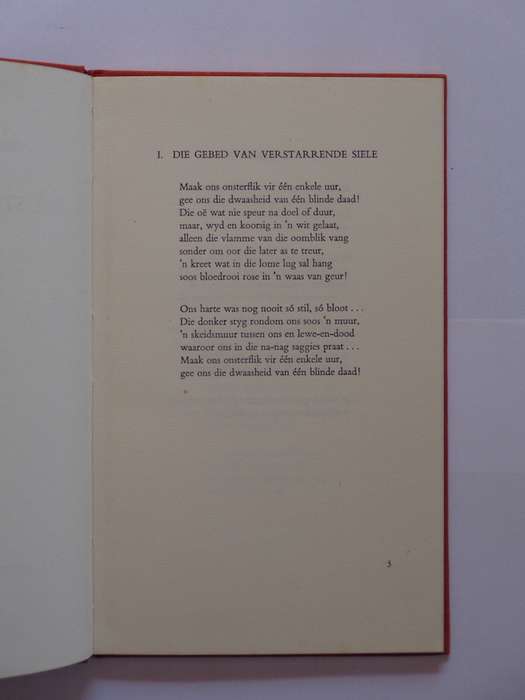 I. DIE GEBED VAN VERSTARRENDE SIELE
Maak ons onsterflik vir één enkele uur,
gee ons die dwaasheid van één blinde daad!
Die oë wat nie speur na doel of duur,
maar, wyd en koorsig in 'n wit gelaat,
alleen die vlamme van die oomblik vang
sonder om oor die later as te treur,
'n kreet wat in die lome lug sal hang
soos bloedrooi rose in 'n waas van geur!
Ons harte was nog nooit só stil, só bloot . . .
Die donker styg rondom ons soos 'n muur,
'n skeidsmuur tussen ons en lewe-en-dood
waaroor ons in die na-nag saggies praat . . .
Maak ons onsterflik vir één enkele uur,
gee ons die dwaasheid van één blinde daad!